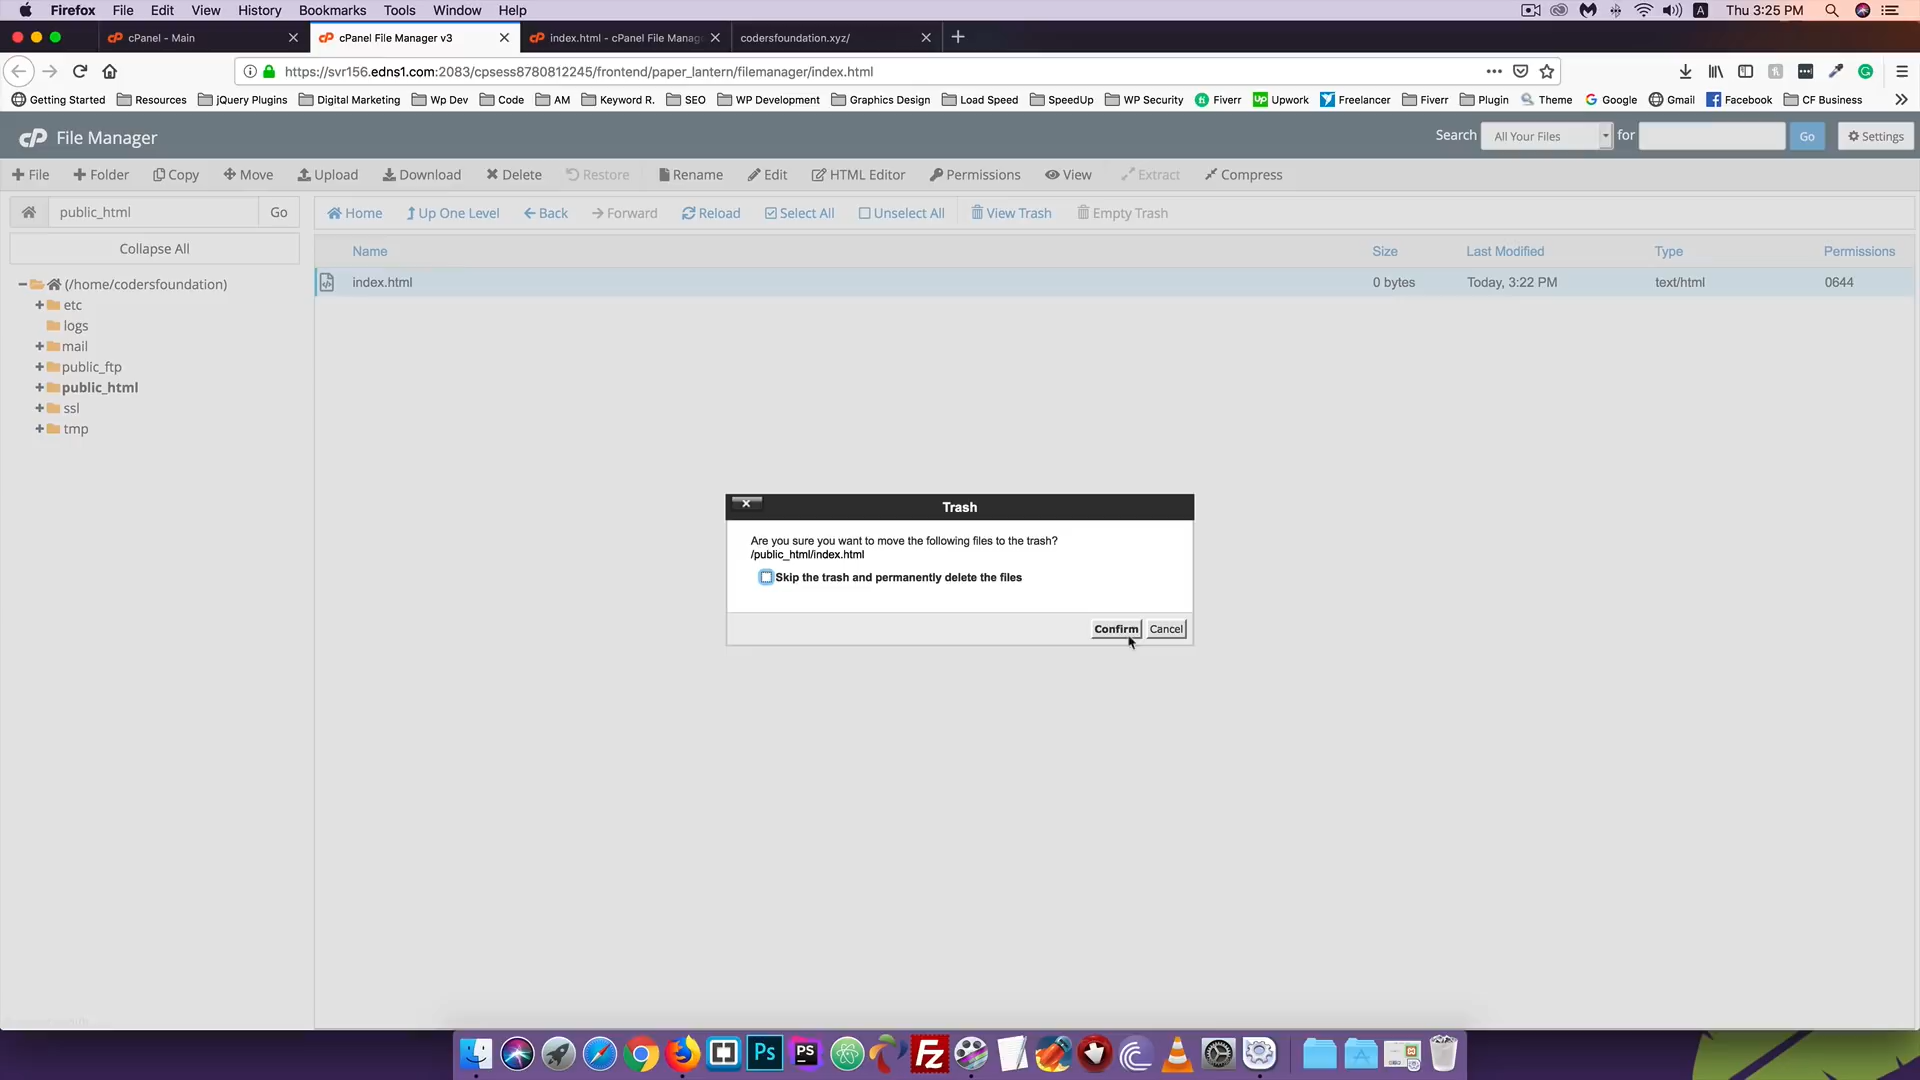 Firefox File Edit View History Bookmarks Tools Window Help Thu 3:25 PM
cPanel - Main cPanel File Manager v3 index.html - cPanel File Manag codersfoundation.xyz/
https://svr156.edns1.com:2083/cpsess8780812245/frontend/paper_lantern/filemanager/index.html
Getting Started Resources jQuery Plugins Digital Marketing Wp Dev Code AM Keyword R. SEO WP Development Graphics Design Load Speed SpeedUp WP Security Fiverr Upwork Freelancer Fiverr Plugin Theme Google Gmail Facebook CF Business
cP File Manager Search All Your Files for Go Settings
File Folder Copy Move Upload Download Delete Restore Rename Edit HTML Editor Permissions View Extract Compress
public_html Go Home Up One Level Back Forward Reload Select All Unselect All View Trash Empty Trash
Collapse All
Name Size Last Modified Type Permissions
index.html 0 bytes Today, 3:22 PM text/html 0644
(/home/codersfoundation)
etc
logs
mail
public_ftp
public_html
ssl
tmp
Trash
Are you sure you want to move the following files to the trash?
/public_html/index.html
Skip the trash and permanently delete the files
Confirm Cancel